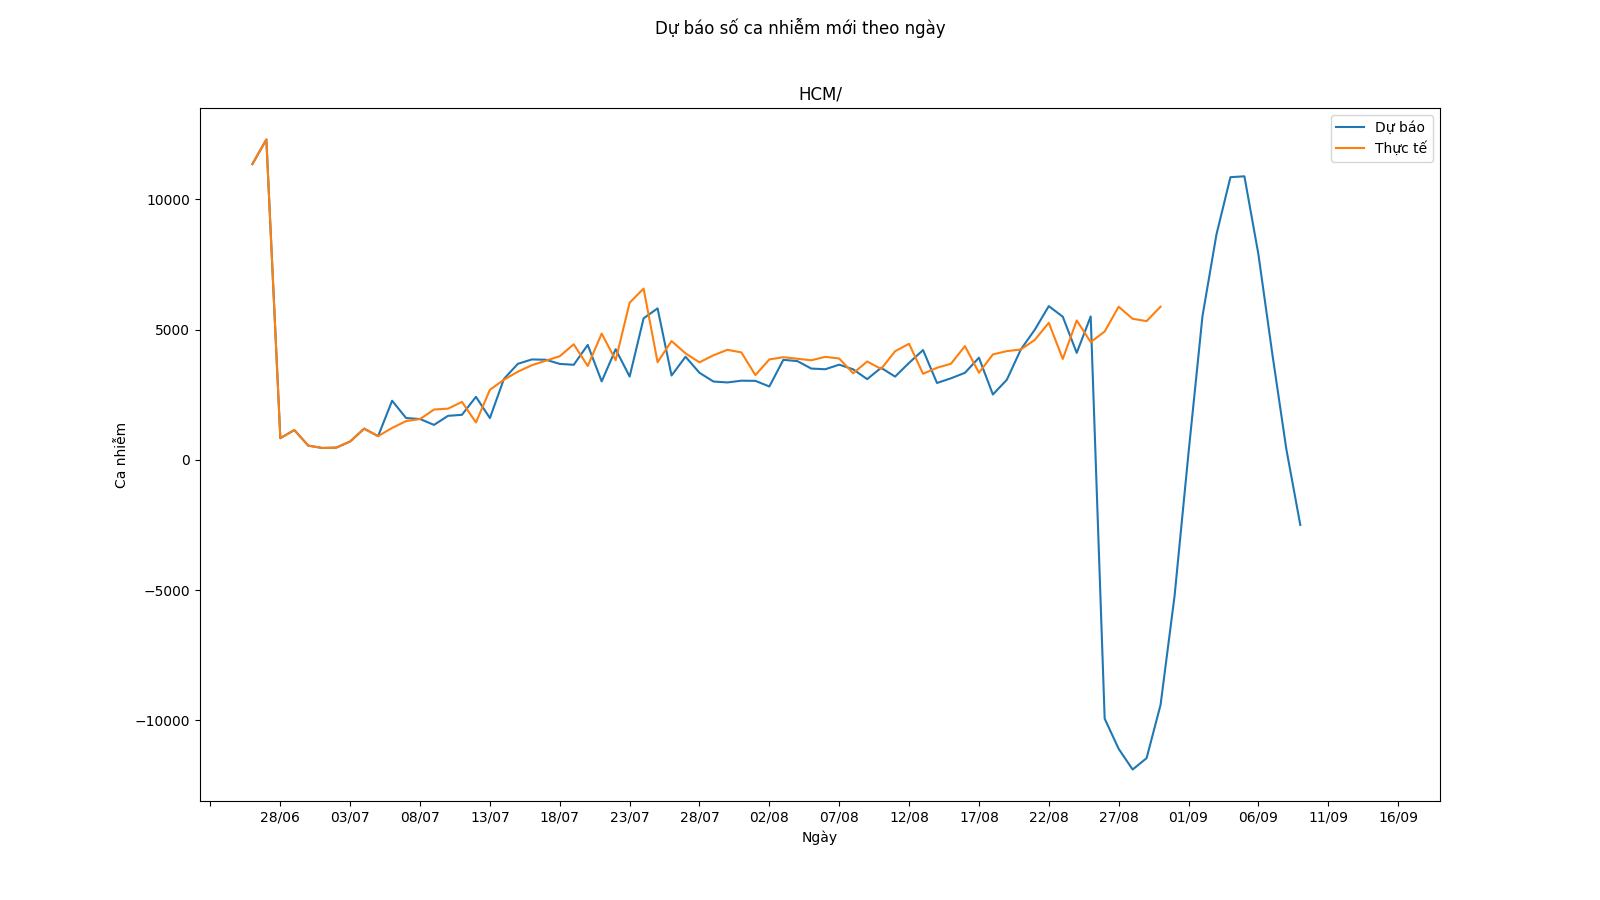 Dự báo số ca nhiễm mới theo ngày
HCM/
Dự báo
Thực tế
10000
5000
0
−5000
−10000
Ca nhiễm
28/06 03/07 08/07 13/07 18/07 23/07 28/07 02/08 07/08 12/08 17/08 22/08 27/08 01/09 06/09 11/09 16/09
Ngày